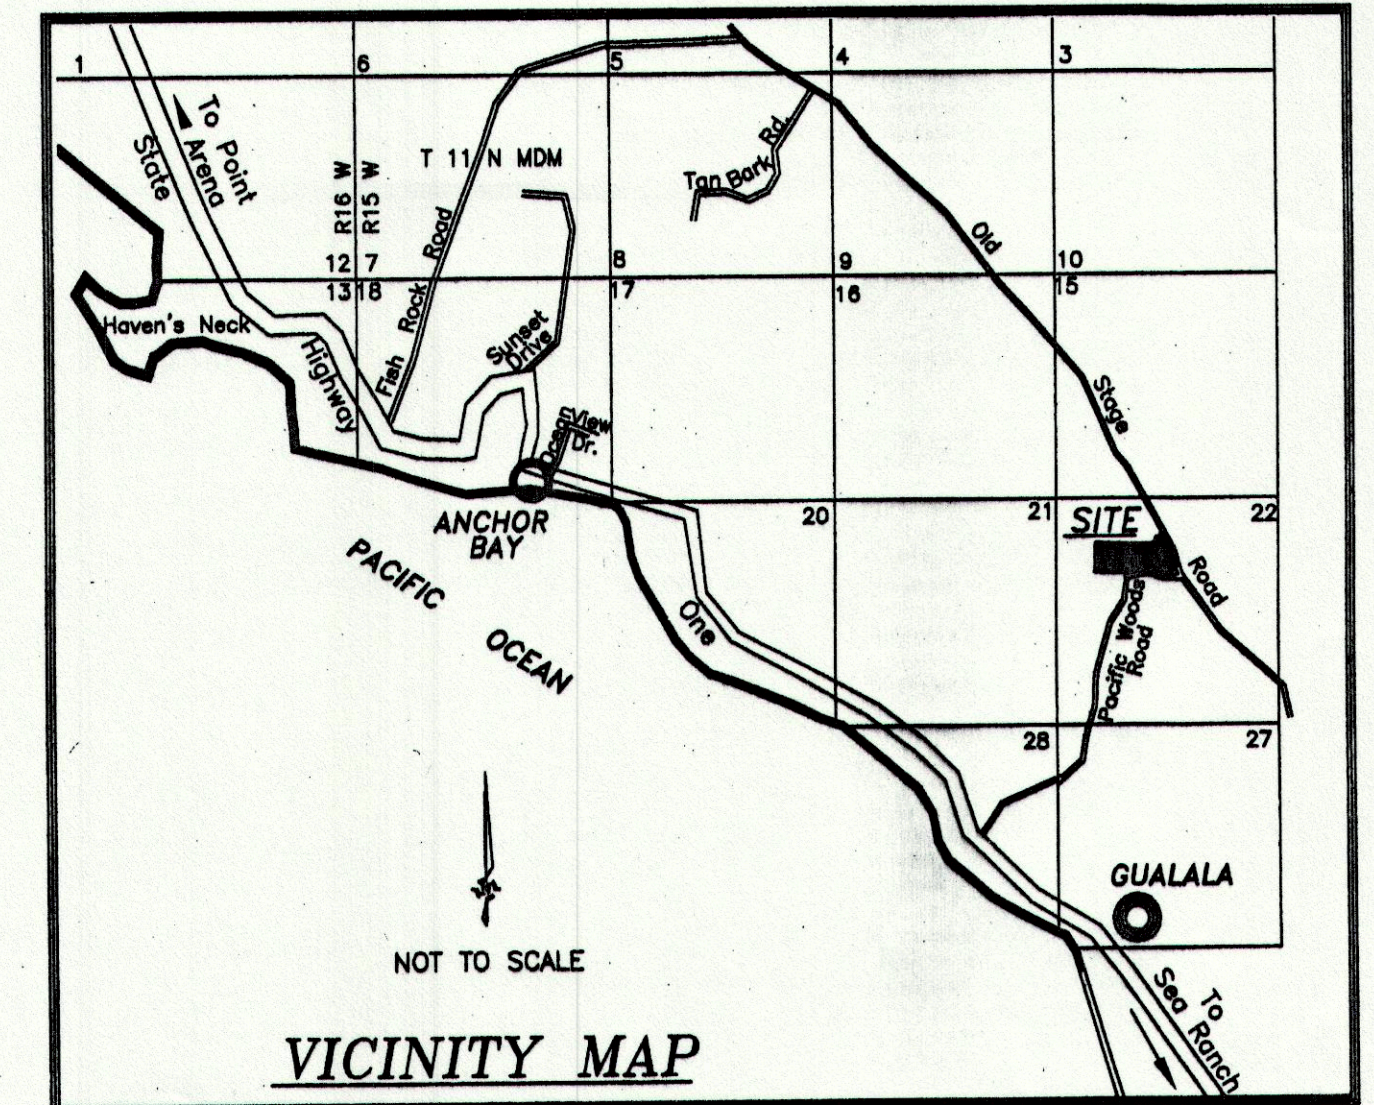 1
6
5
4
3
To Point
Arena
State
R16 W
R15 W
T 11 N MDM
Tan Bark Rd.
Fish Rock Road
Old
12 7
8
9
10
13 18
17
16
15
Haven's Neck
Highway
Sunset
Drive
Ocean View
Dr.
Stage
ANCHOR
BAY
20
21
22
SITE
PACIFIC
OCEAN
One
Road
Pacific Woods
Road
28
27
GUALALA
NOT TO SCALE
To
Sea Ranch
VICINITY MAP